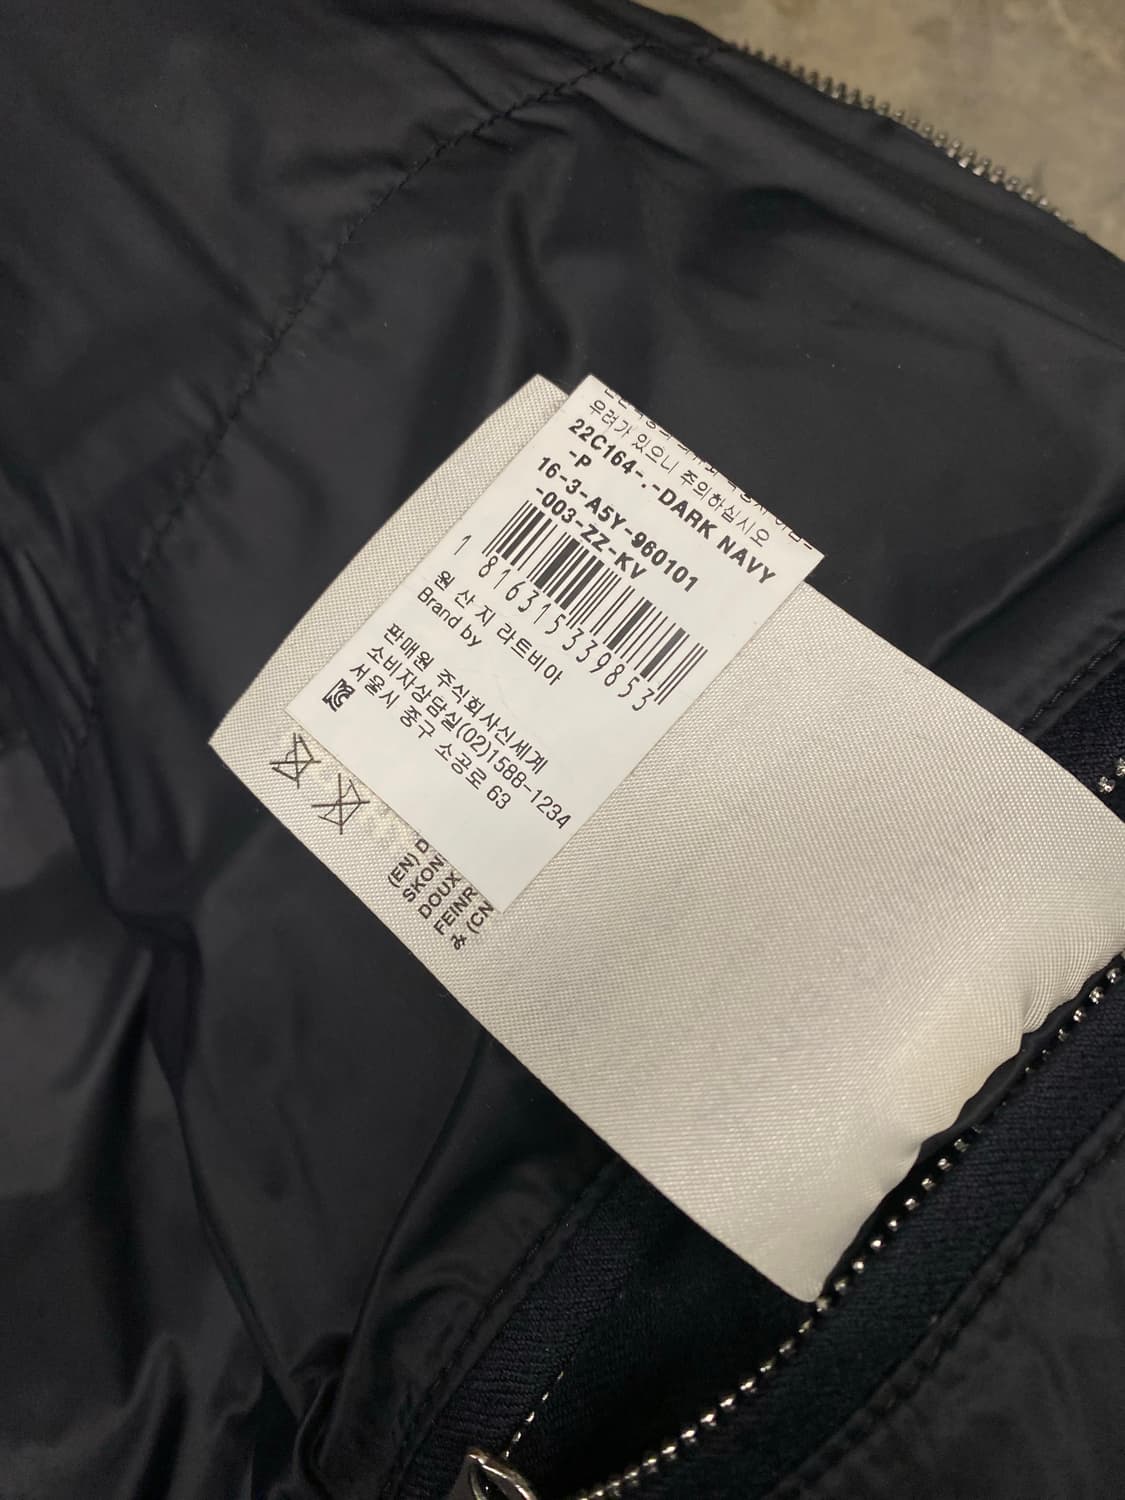 우려가 있으니 주의하십시오
22C164-.-DARK NAVY
-P
16-3-A5Y-960101
-003-ZZ-KV
1 816315339853
원 산 지 라트비아
Brand by
판매원 주식회사신세계
소비자상담실(02)1588-1234
서울시 중구 소공로 63
(EN) D
SKON
DOUX
FEINR
& (CN